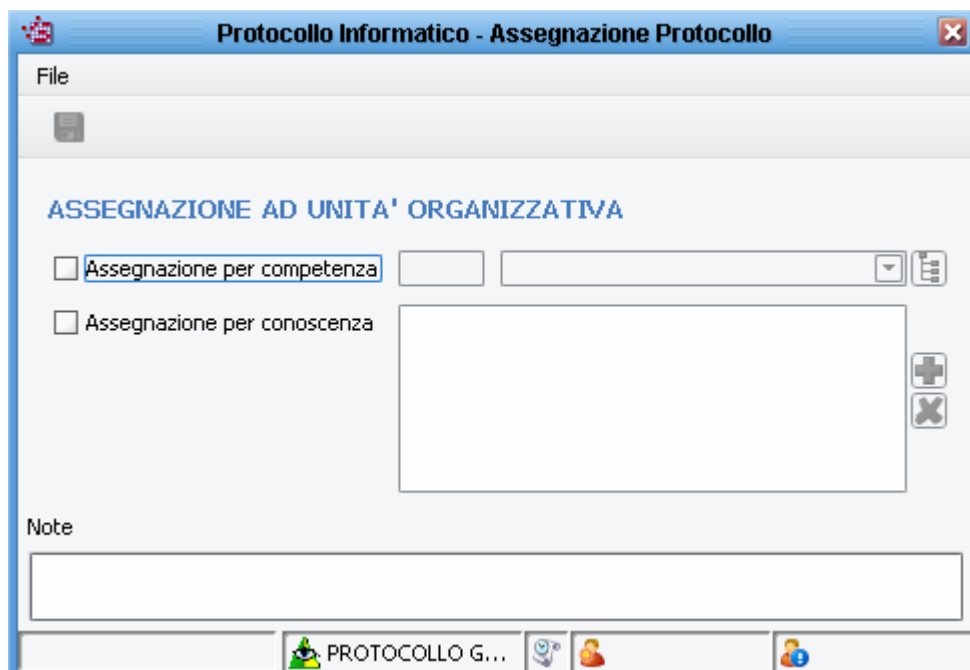 Protocollo Informatico - Assegnazione Protocollo
File
ASSEGNAZIONE AD UNITA' ORGANIZZATIVA
Assegnazione per competenza
Assegnazione per conoscenza
Note
PROTOCOLLO G...